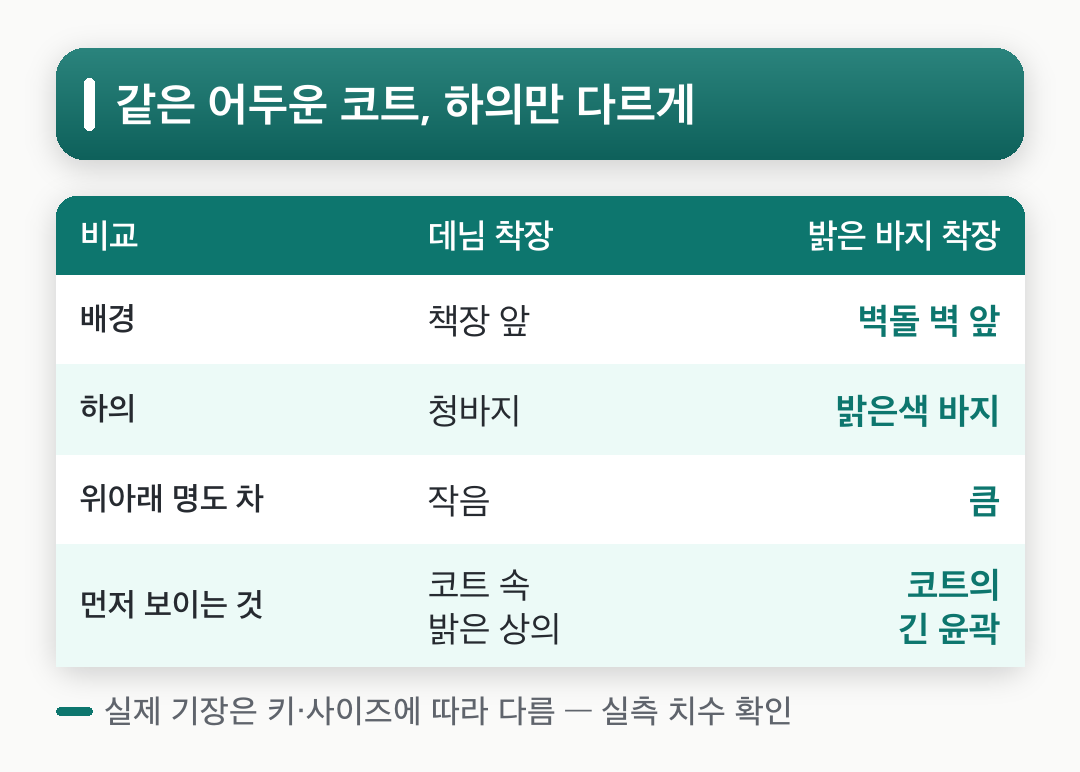 같은 어두운 코트, 하의만 다르게
비교 데님 착장 밝은 바지 착장
배경 책장 앞 벽돌 벽 앞
하의 청바지 밝은색 바지
위아래 명도 차 작음 큼
먼저 보이는 것 코트 속 밝은 상의 코트의 긴 윤곽
실제 기장은 키·사이즈에 따라 다름 — 실측 치수 확인